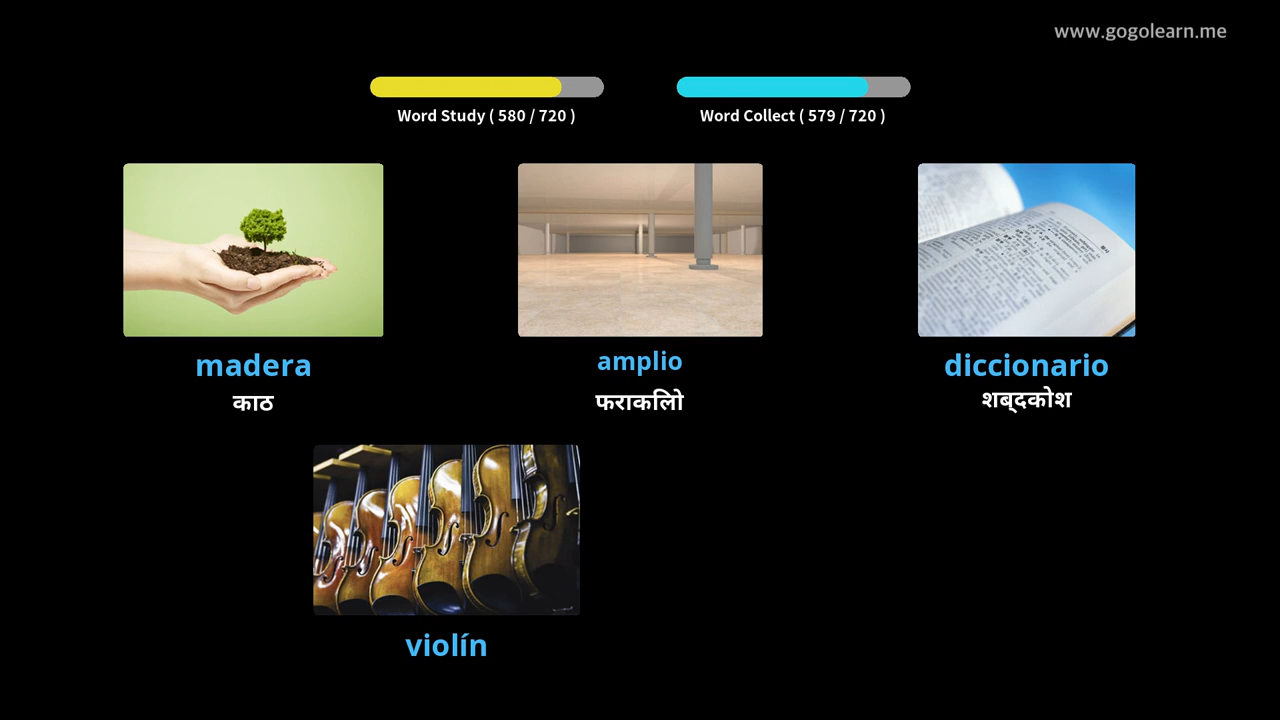 www.gogolearn.me
Word Study ( 580 / 720 )
Word Collect ( 579 / 720 )
madera
काठ
amplio
फराकिलो
diccionario
शब्दकोश
violín